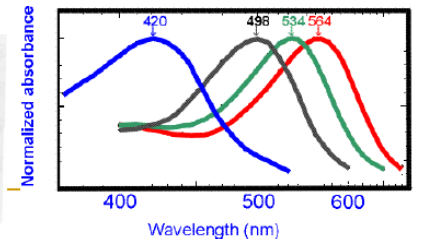 420 498 534 564
Normalized absorbance
400 500 600
Wavelength (nm)